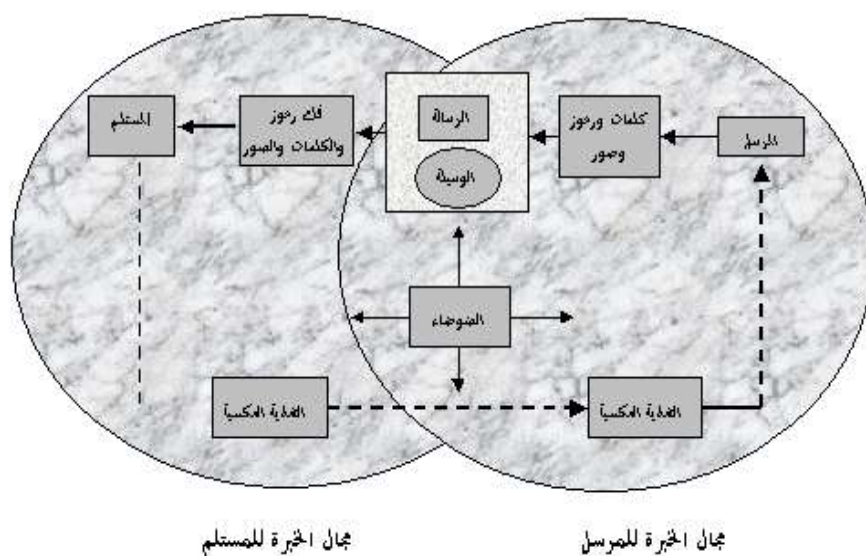 المرسل
كلمات ورموز
وصور
الرسالة
الوسيلة
فك رموز
والكلمات والصور
المستلم
الضوضاء
التغذية العكسية
التغذية العكسية
مجال الخبرة للمرسل
مجال الخبرة للمستلم